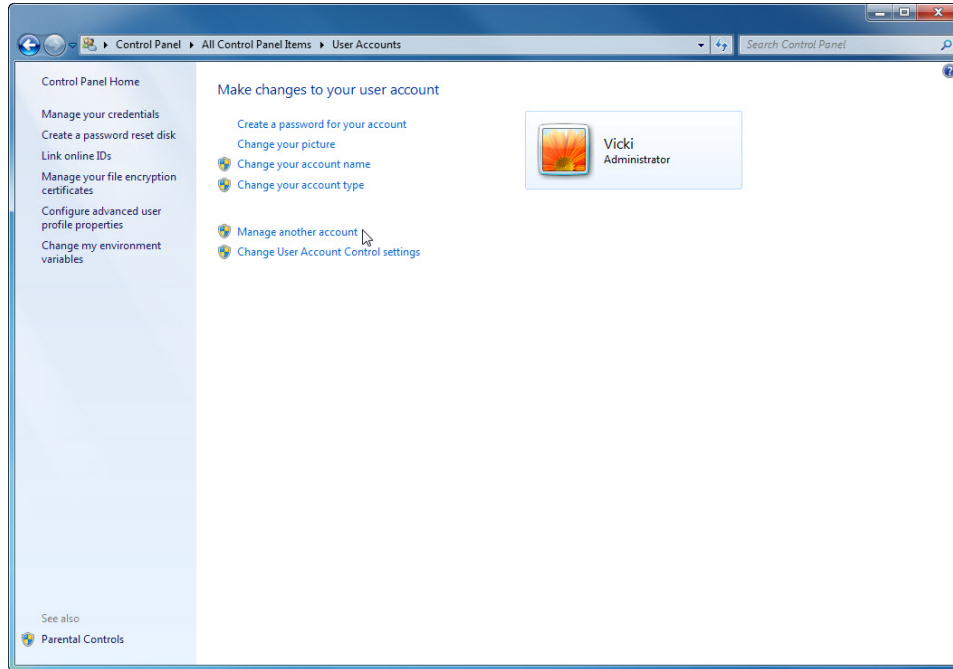 Control Panel ▸ All Control Panel Items ▸ User Accounts
Search Control Panel
Control Panel Home
Manage your credentials
Create a password reset disk
Link online IDs
Manage your file encryption
certificates
Configure advanced user
profile properties
Change my environment
variables
See also
Parental Controls
Make changes to your user account
Create a password for your account
Change your picture
Change your account name
Change your account type
Manage another account
Change User Account Control settings
Vicki
Administrator